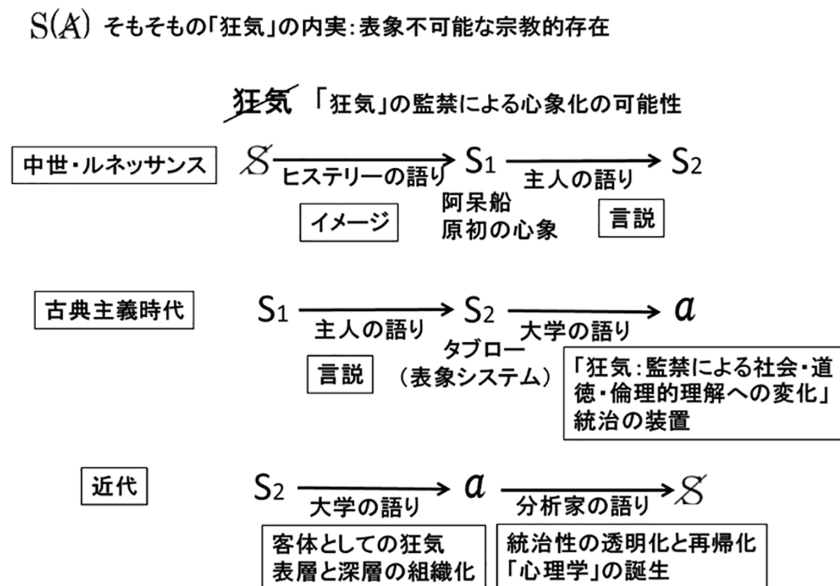 S(A̸) そもそもの「狂気」の内実:表象不可能な宗教的存在
狂気 「狂気」の監禁による心象化の可能性
中世・ルネッサンス
$ ヒステリーの語り S1 主人の語り S2
イメージ
阿呆船
原初の心象
言説
古典主義時代
S1 主人の語り S2 大学の語り a
言説
タブロー
(表象システム)
「狂気:監禁による社会・道
徳・倫理的理解への変化」
統治の装置
近代
S2 大学の語り a 分析家の語り $
客体としての狂気
表層と深層の組織化
統治性の透明化と再帰化
「心理学」の誕生